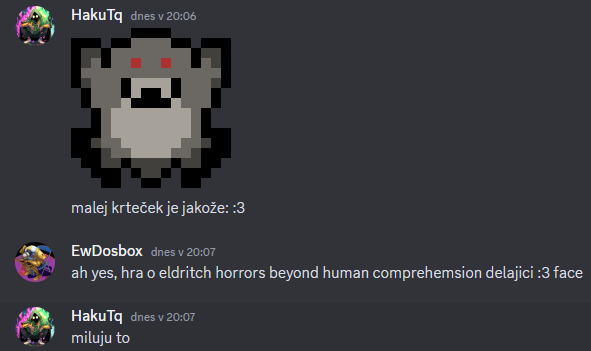 HakuTq dnes v 20:06
malej krteček je jakože: :3
EwDosbox dnes v 20:07
ah yes, hra o eldritch horrors beyond human comprehemsion delajici :3 face
HakuTq dnes v 20:07
miluju to